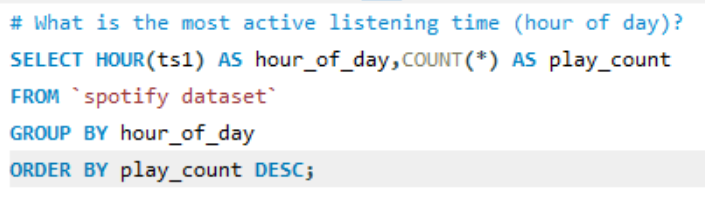 # What is the most active listening time (hour of day)?
SELECT HOUR(ts1) AS hour_of_day,COUNT(*) AS play_count
FROM `spotify dataset`
GROUP BY hour_of_day
ORDER BY play_count DESC;